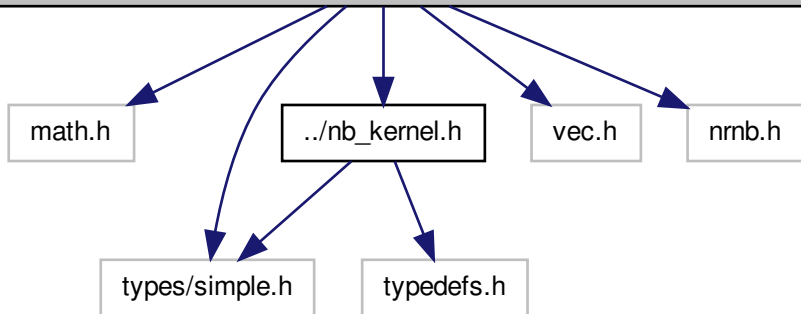 math.h
../nb_kernel.h
vec.h
nrnb.h
types/simple.h
typedefs.h